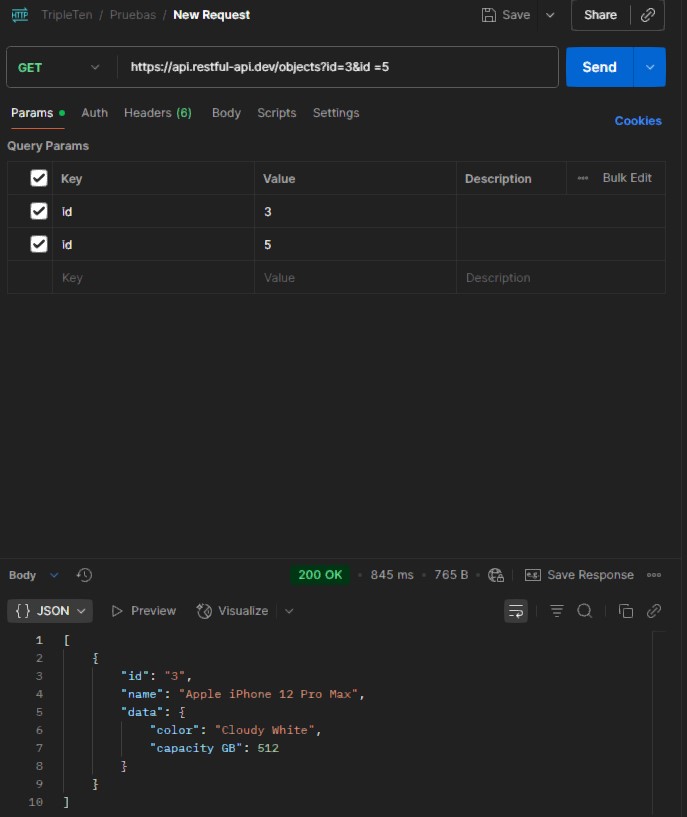 HTTP TripleTen / Pruebas / New Request Save Share
GET https://api.restful-api.dev/objects?id=3&id =5 Send
Params Auth Headers (6) Body Scripts Settings Cookies
Query Params
Key Value Description Bulk Edit
id 3
id 5
Key Value Description
Body 200 OK 845 ms 765 B e.g. Save Response
{} JSON Preview Visualize
1 [
2 {
3 "id": "3",
4 "name": "Apple iPhone 12 Pro Max",
5 "data": {
6 "color": "Cloudy White",
7 "capacity GB": 512
8 }
9 }
10 ]